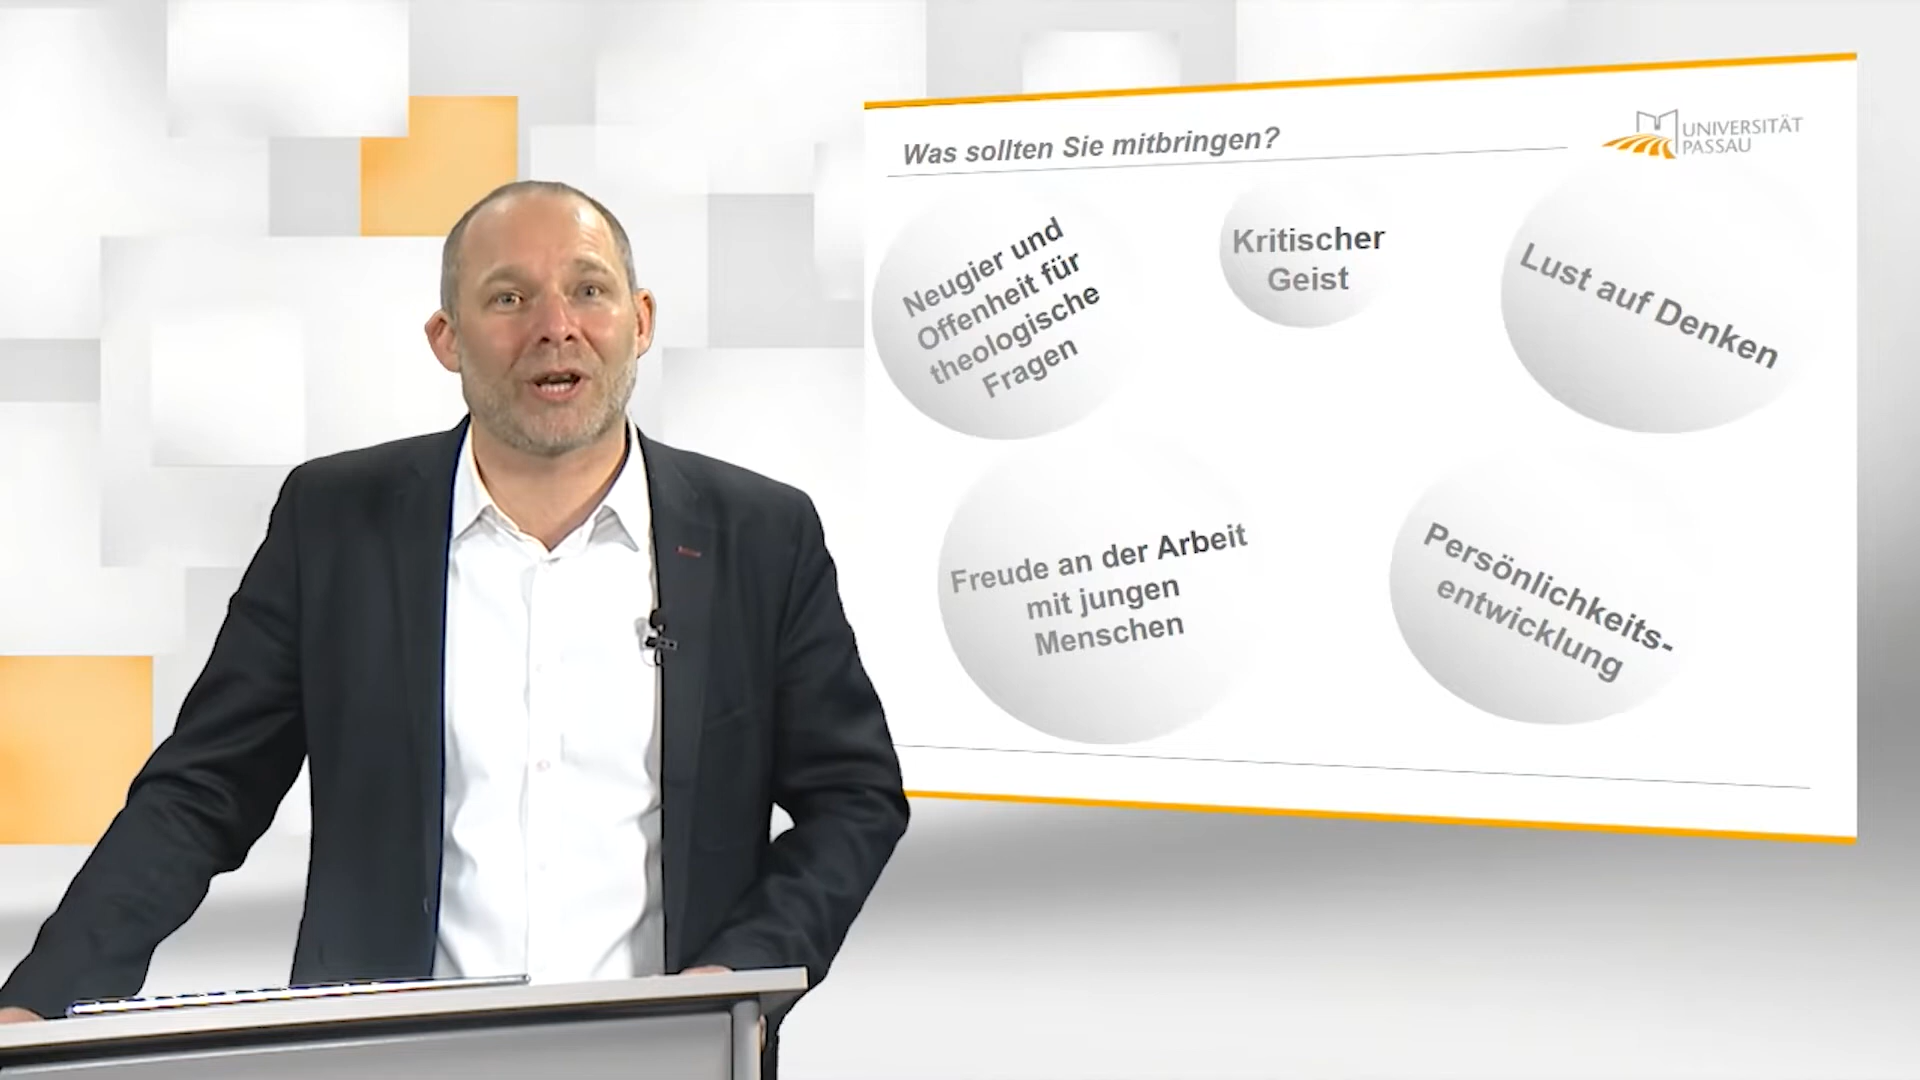 Was sollten Sie mitbringen?
UNIVERSITÄT
PASSAU
Neugier und
Offenheit für
theologische
Fragen
Kritischer
Geist
Lust auf Denken
Freude an der Arbeit
mit jungen
Menschen
Persönlichkeits-
entwicklung